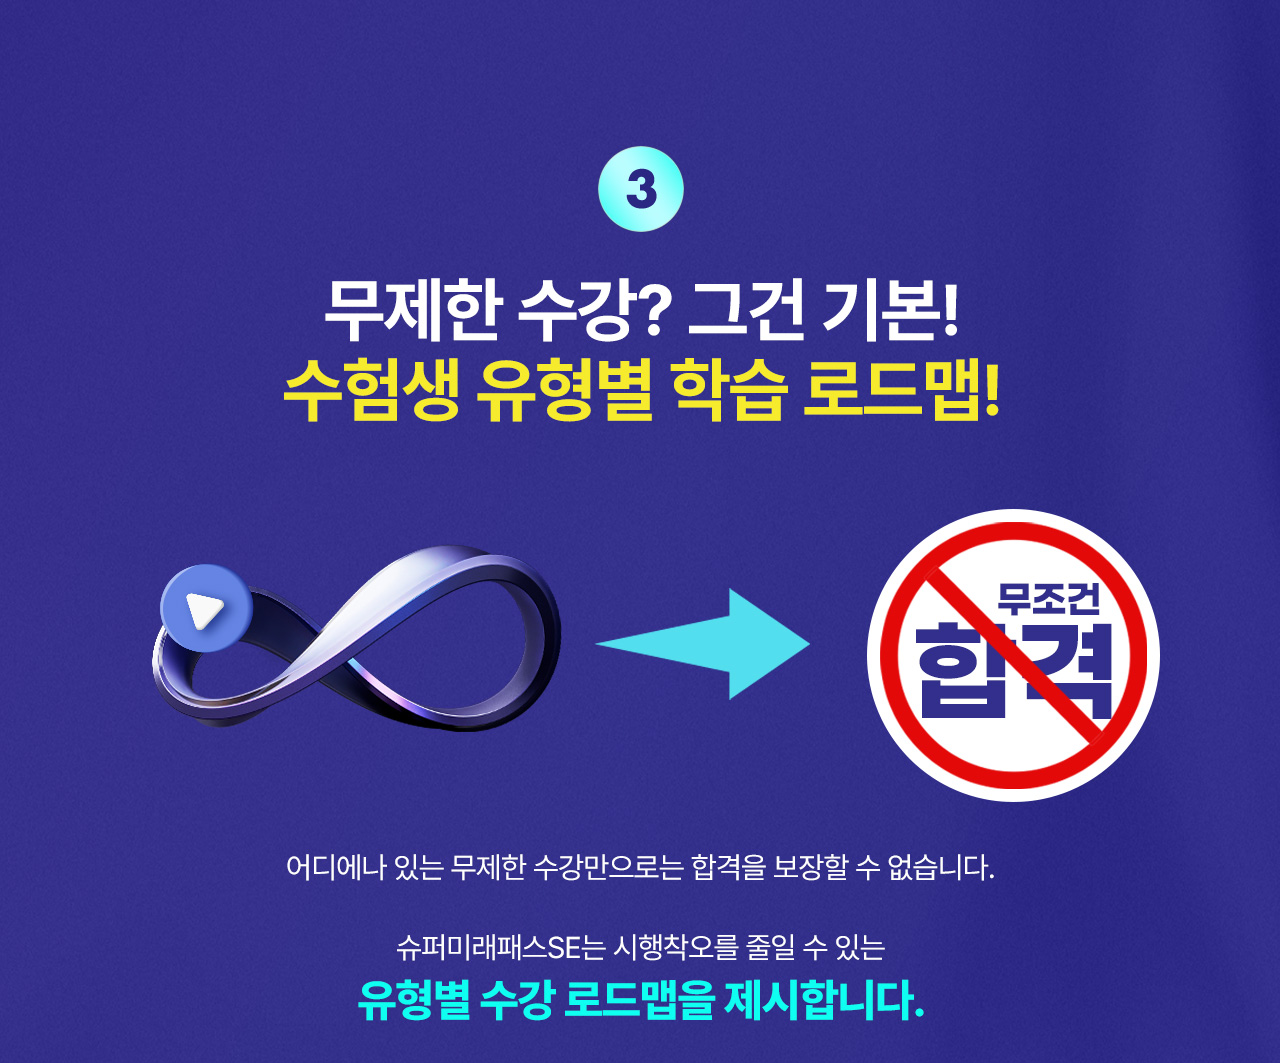 3
무제한 수강? 그건 기본!
수험생 유형별 학습 로드맵!
무조건
합격
어디에나 있는 무제한 수강만으로는 합격을 보장할 수 없습니다.
슈퍼미래패스SE는 시행착오를 줄일 수 있는
유형별 수강 로드맵을 제시합니다.